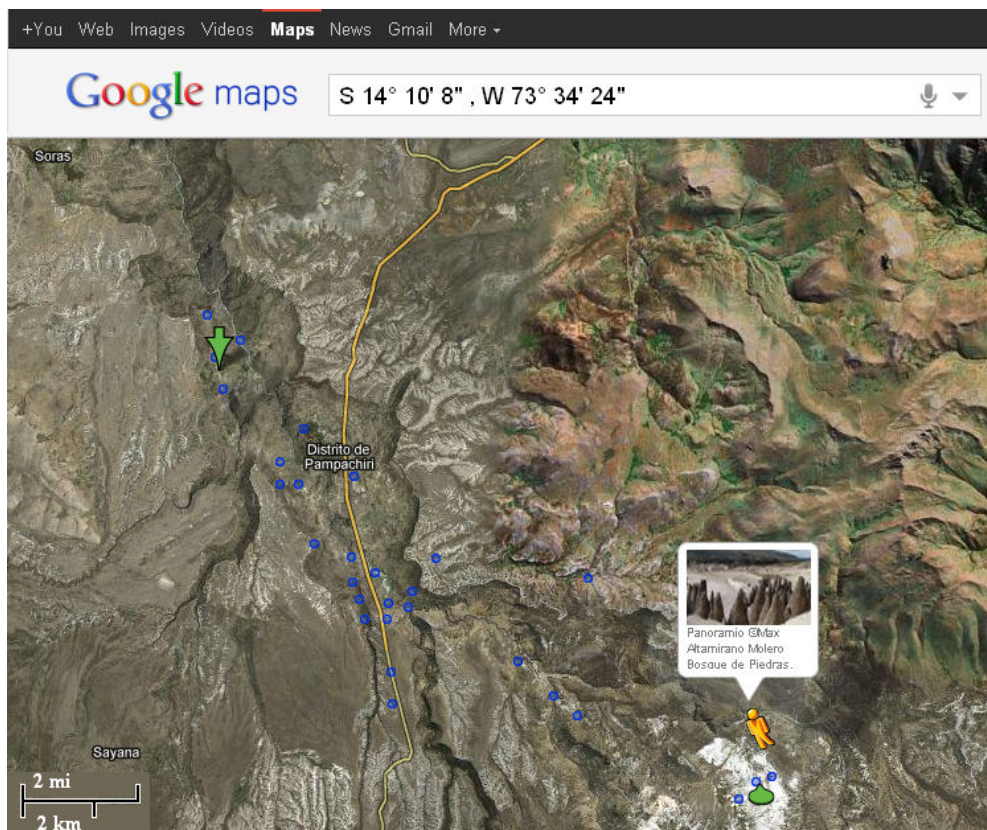 +You Web Images Videos Maps News Gmail More
Google maps
S 14° 10' 8" , W 73° 34' 24"
Soras
Distrito de
Pampachiri
Panoramio ©Max
Altamirano Molero
Bosque de Piedras.
Sayana
2 mi
2 km